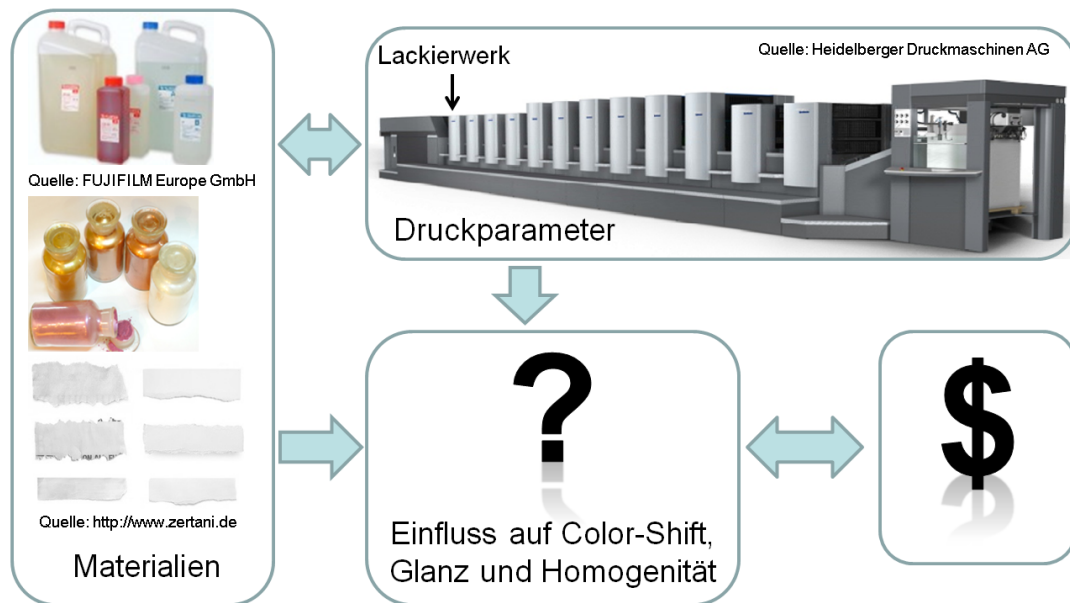 Quelle: FUJIFILM Europe GmbH
Quelle: http://www.zertani.de
Materialien
Lackierwerk
Quelle: Heidelberger Druckmaschinen AG
Druckparameter
?
Einfluss auf Color-Shift,
Glanz und Homogenität
$